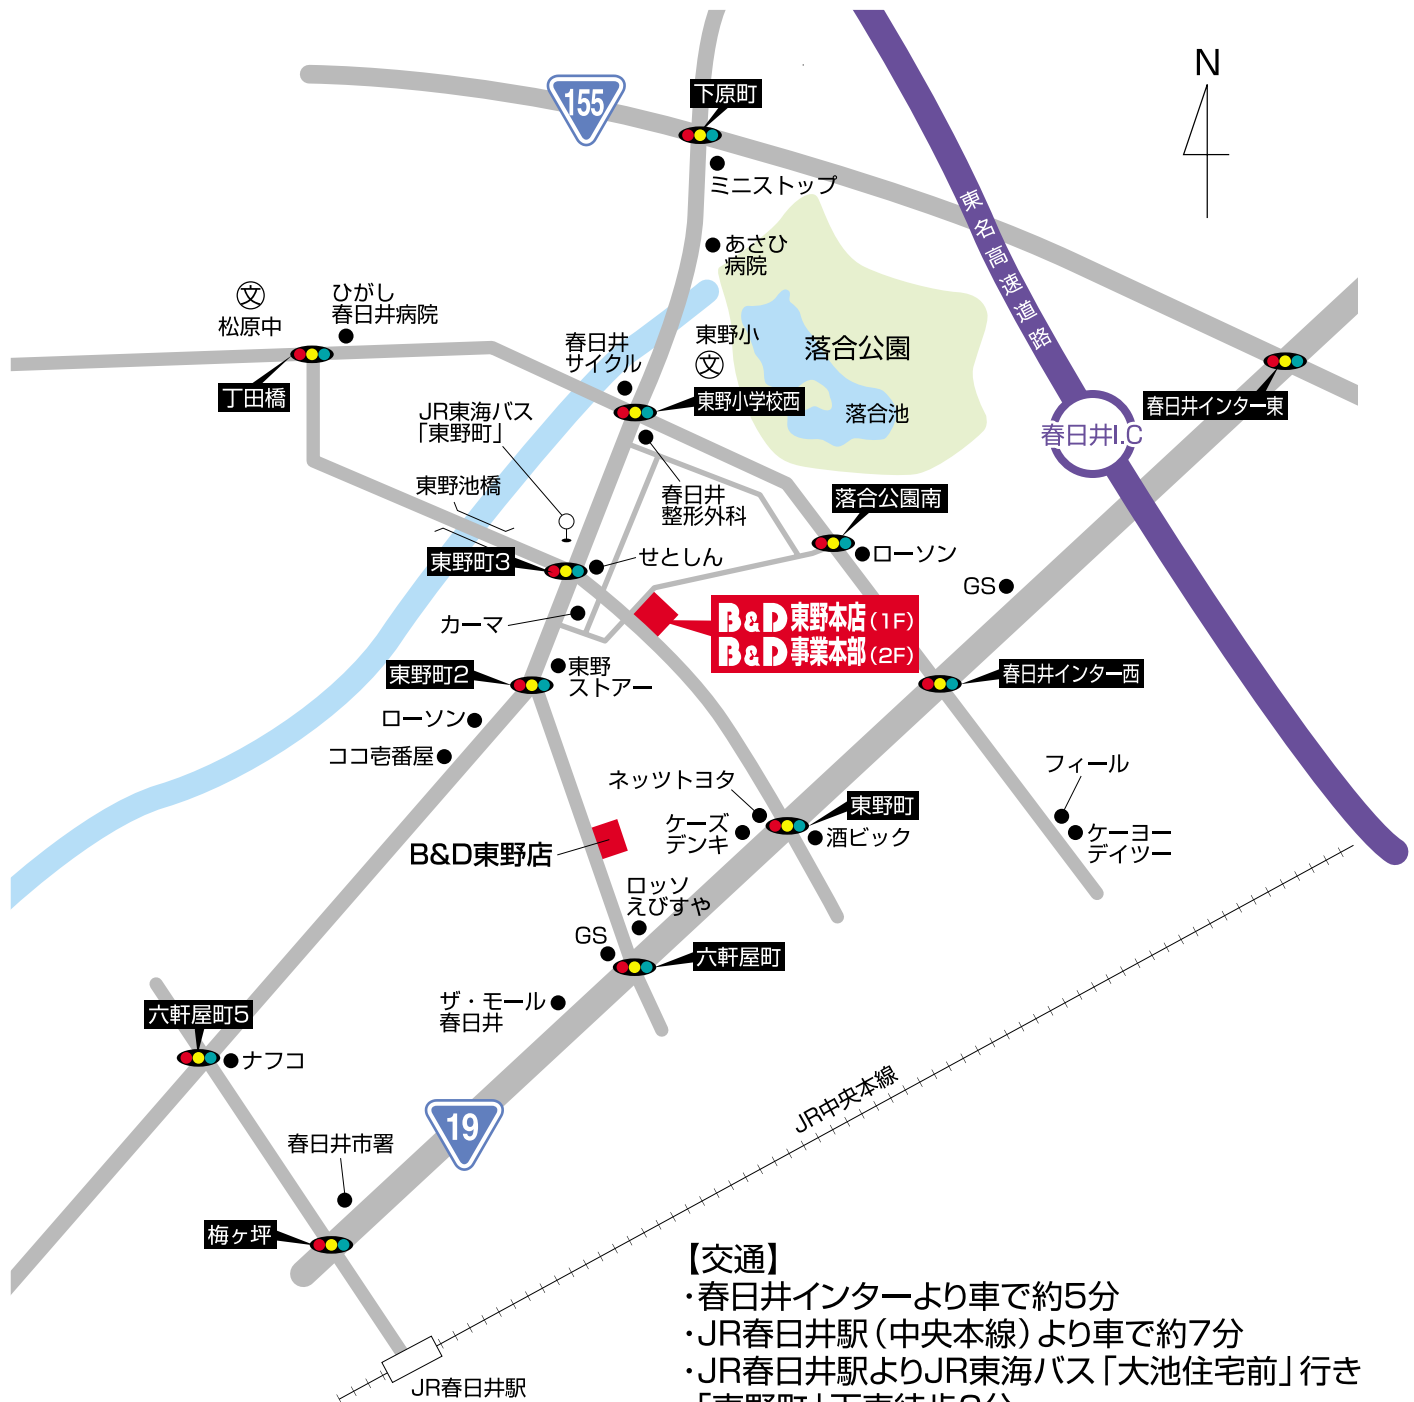 N
155
下原町
ミニストップ
東名高速道路
あさひ
病院
文
松原中
ひがし
春日井病院
丁田橋
春日井
サイクル
東野小
文
落合公園
落合池
東野小学校西
春日井インター東
春日井I.C
JR東海バス
「東野町」
東野池橋
春日井
整形外科
落合公園南
ローソン
東野町3
せとしん
GS
カーマ
B&D東野本店(1F)
B&D事業本部(2F)
東野町2
東野
ストアー
春日井インター西
ローソン
ココ壱番屋
ネッツトヨタ
フィール
東野町
ケーズ
デンキ
酒ビック
ケーヨー
デイツー
B&D東野店
ロッソ
えびすや
GS
六軒屋町
ザ・モール
春日井
六軒屋町5
ナフコ
19
JR中央本線
春日井市署
梅ヶ坪
JR春日井駅
【交通】
・春日井インターより車で約5分
・JR春日井駅(中央本線)より車で約7分
・JR春日井駅よりJR東海バス「大池住宅前」行き